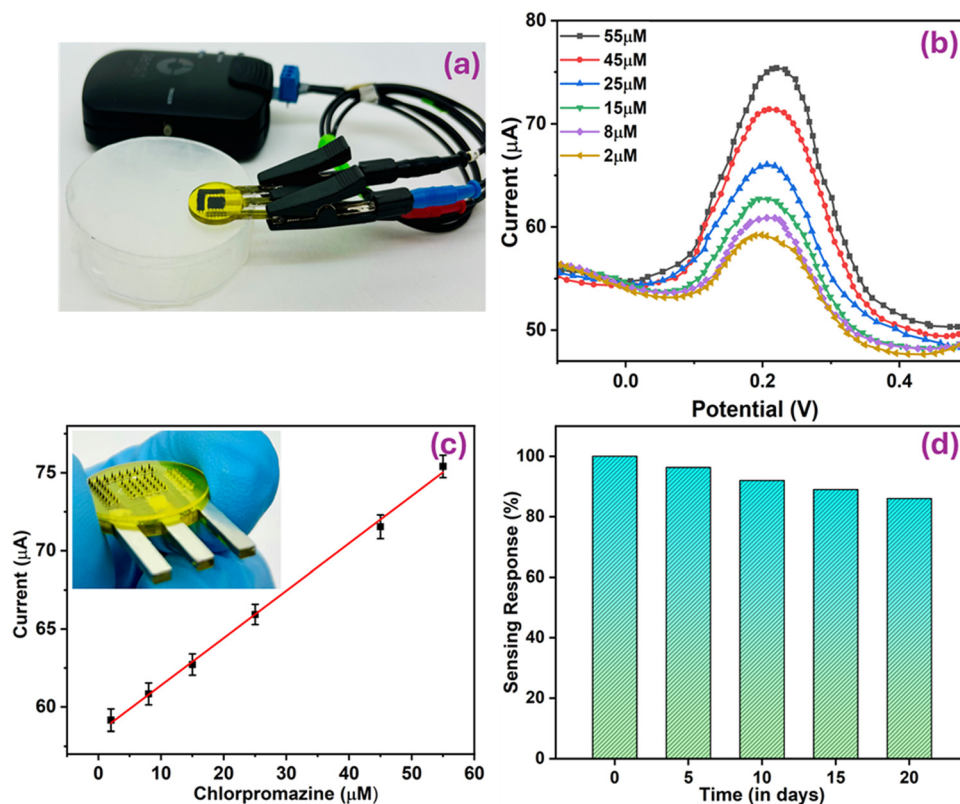 (a)
(b)
55μM
45μM
25μM
15μM
8μM
2μM
70
60
50
Current (μA)
0.0 0.2 0.4
Potential (V)
(c)
75
70
65
60
Current (μA)
0 10 20 30 40 50 60
Chlorpromazine (μM)
(d)
100
80
60
40
20
0
Sensing Response (%)
0 5 10 15 20
Time (in days)